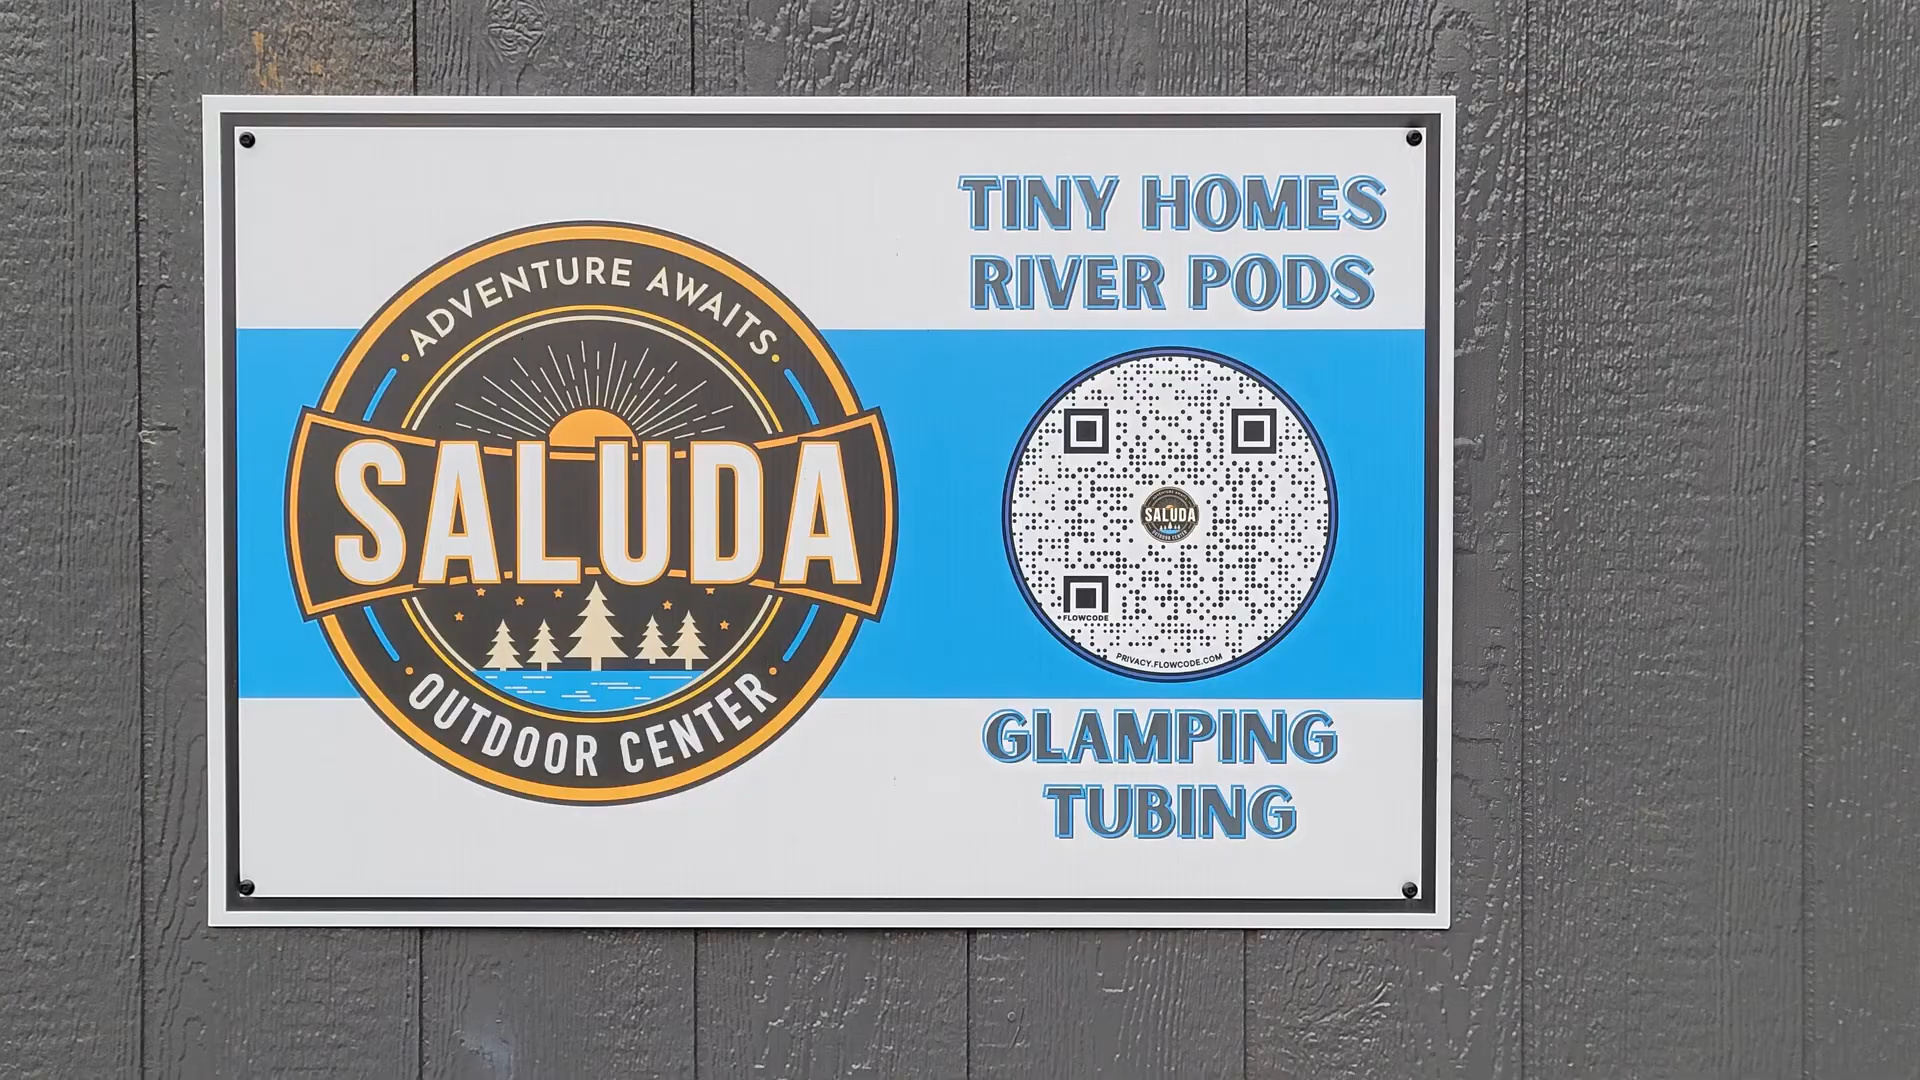 ADVENTURE AWAITS
SALUDA
OUTDOOR CENTER
TINY HOMES
RIVER PODS
SALUDA
FLOWCODE
PRIVACY.FLOWCODE.COM
GLAMPING
TUBING